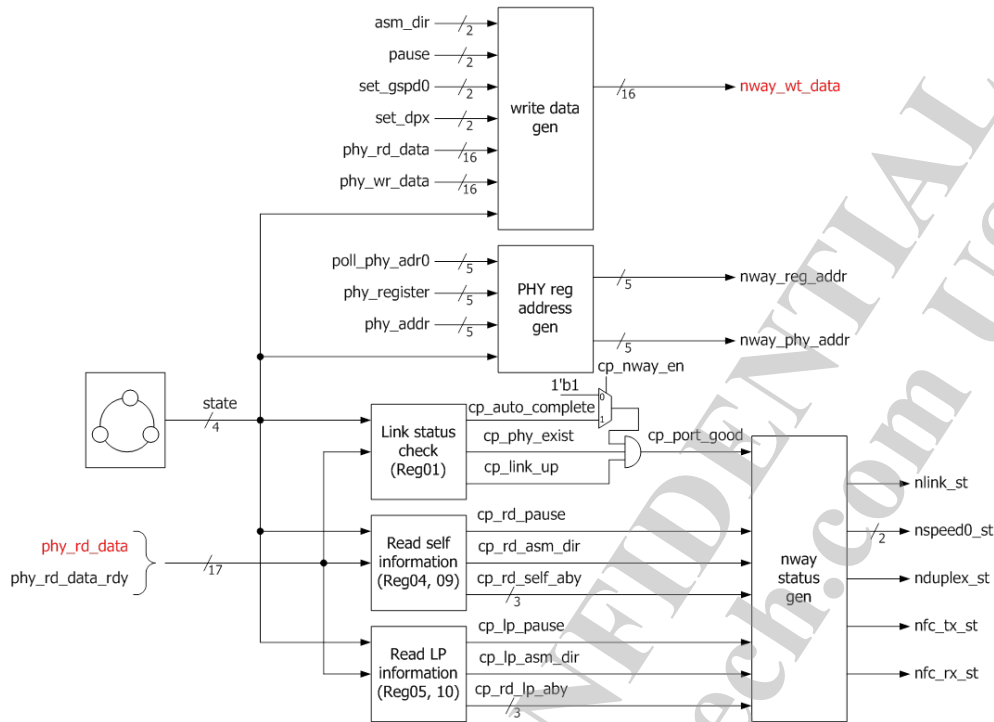 asm_dir
2
pause
2
set_gspd0
2
set_dpx
2
phy_rd_data
16
phy_wr_data
16
write data
gen
16
nway_wt_data
poll_phy_adr0
5
phy_register
5
phy_addr
5
PHY reg
address
gen
5
nway_reg_addr
5
nway_phy_addr
cp_nway_en
1'b1
0
1
state
4
Link status
check
(Reg01)
cp_auto_complete
cp_phy_exist
cp_link_up
cp_port_good
phy_rd_data
phy_rd_data_rdy
17
Read self
information
(Reg04, 09)
cp_rd_pause
cp_rd_asm_dir
cp_rd_self_aby
3
Read LP
information
(Reg05, 10)
cp_lp_pause
cp_lp_asm_dir
cp_rd_lp_aby
3
nway
status
gen
nlink_st
nspeed0_st
2
nduplex_st
nfc_tx_st
nfc_rx_st